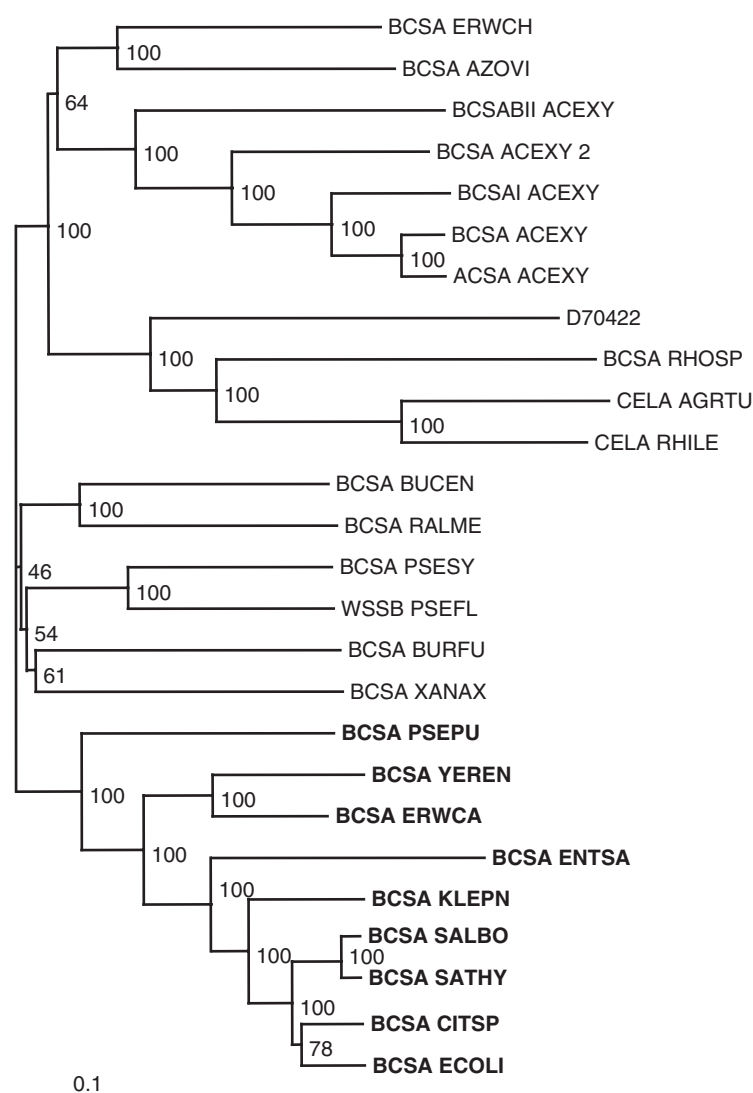 BCSA ERWCH
100
BCSA AZOVI
64
BCSABII ACEXY
100
BCSA ACEXY 2
100
BCSAI ACEXY
100
BCSA ACEXY
100
ACSA ACEXY
100
D70422
100
BCSA RHOSP
100
CELA AGRTU
100
CELA RHILE
BCSA BUCEN
100
BCSA RALME
46
BCSA PSESY
100
WSSB PSEFL
54
BCSA BURFU
61
BCSA XANAX
BCSA PSEPU
100
BCSA YEREN
100
BCSA ERWCA
100
BCSA ENTSA
100
BCSA KLEPN
100
BCSA SALBO
100
BCSA SATHY
100
BCSA CITSP
78
BCSA ECOLI
0.1